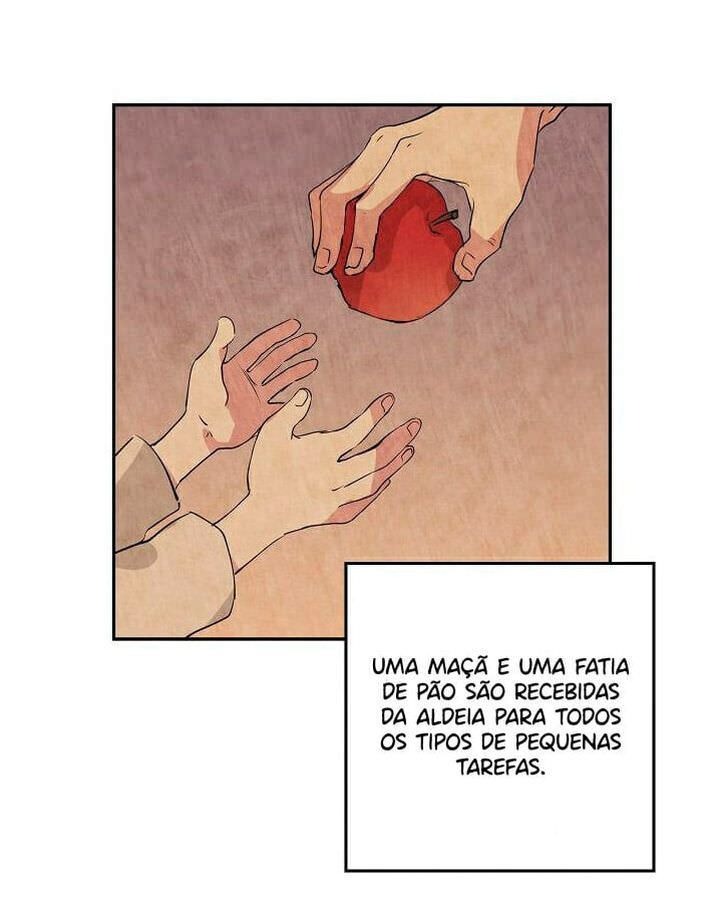 UMA MAÇÃ E UMA FATIA
DE PÃO SÃO RECEBIDAS
DA ALDEIA PARA TODOS
OS TIPOS DE PEQUENAS
TAREFAS.